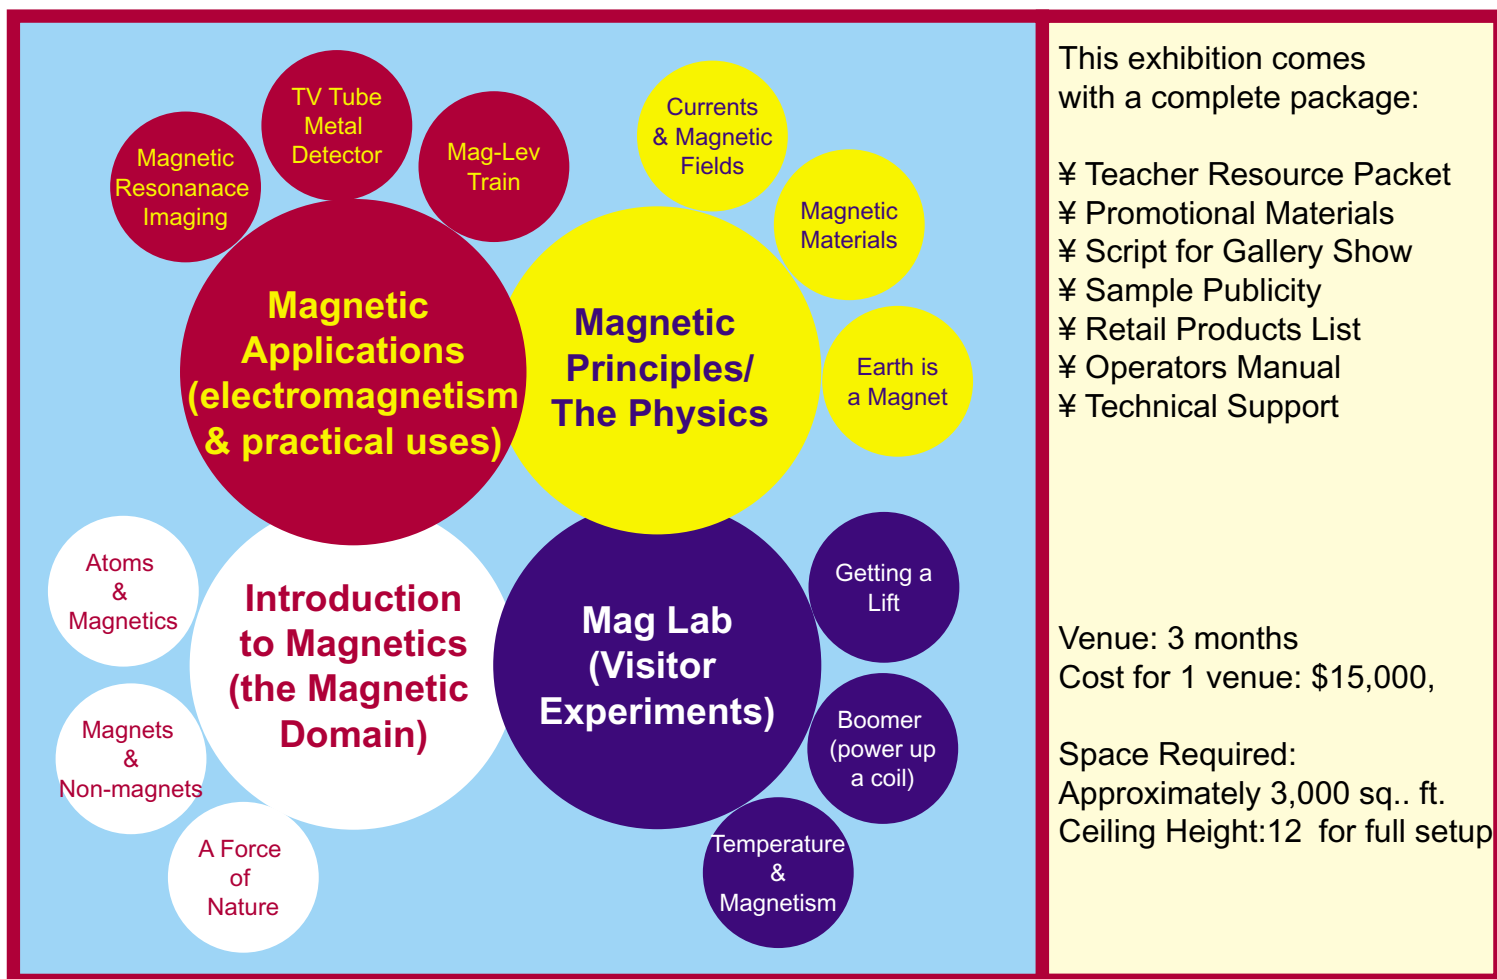 TV Tube
Metal
Detector
Magnetic
Resonanace
Imaging
Mag-Lev
Train
Magnetic
Applications
(electromagnetism
& practical uses)
Currents
& Magnetic
Fields
Magnetic
Materials
Earth is
a Magnet
Magnetic
Principles/
The Physics
Atoms
&
Magnetics
Magnets
&
Non-magnets
A Force
of
Nature
Introduction
to Magnetics
(the Magnetic
Domain)
Mag Lab
(Visitor
Experiments)
Getting a
Lift
Boomer
(power up
a coil)
Temperature
&
Magnetism
This exhibition comes
with a complete package:
¥ Teacher Resource Packet
¥ Promotional Materials
¥ Script for Gallery Show
¥ Sample Publicity
¥ Retail Products List
¥ Operators Manual
¥ Technical Support
Venue: 3 months
Cost for 1 venue: $15,000,
Space Required:
Approximately 3,000 sq.. ft.
Ceiling Height:12 for full setup